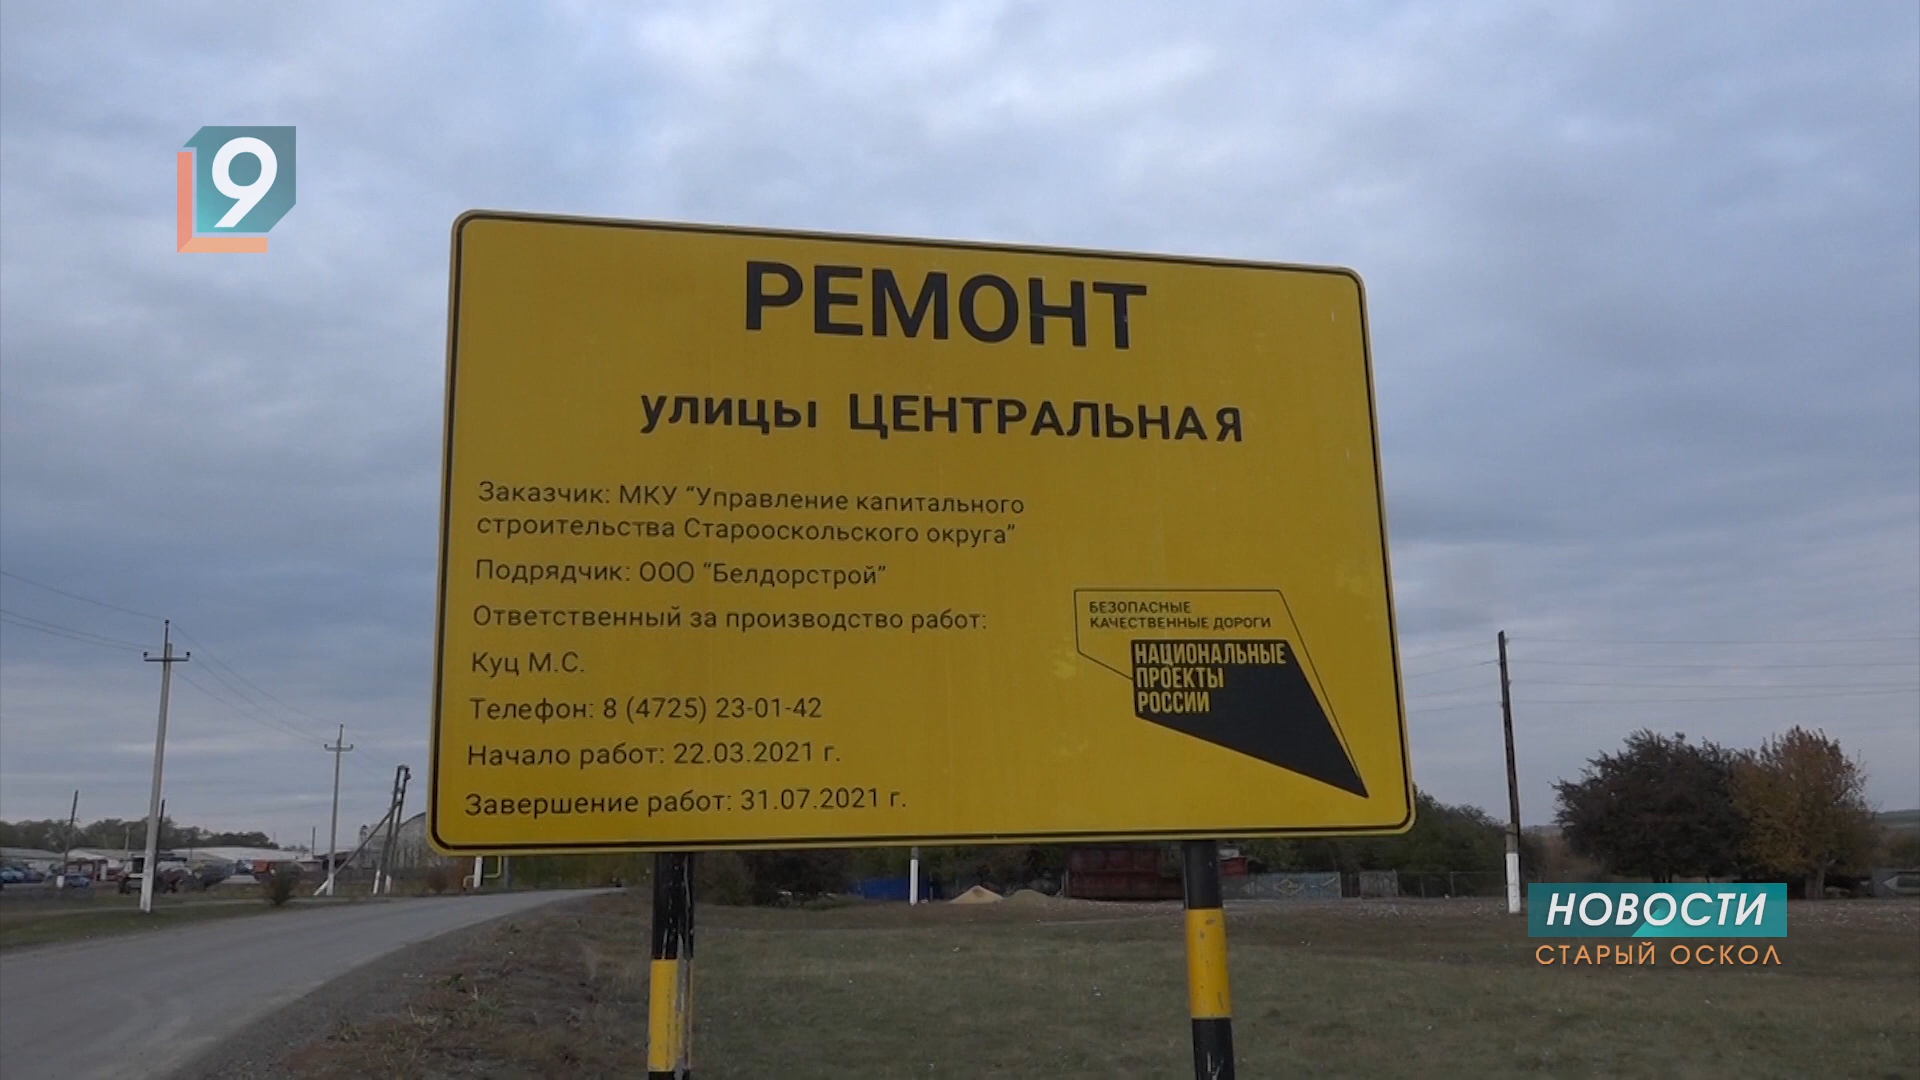 9
РЕМОНТ
улицы ЦЕНТРАЛЬНАЯ
Заказчик: МКУ “Управление капитального
строительства Старооскольского округа”
Подрядчик: ООО “Белдорстрой”
Ответственный за производство работ:
Куц М.С.
Телефон: 8 (4725) 23-01-42
Начало работ: 22.03.2021 г.
Завершение работ: 31.07.2021 г.
БЕЗОПАСНЫЕ
КАЧЕСТВЕННЫЕ ДОРОГИ
НАЦИОНАЛЬНЫЕ
ПРОЕКТЫ
РОССИИ
НОВОСТИ
СТАРЫЙ ОСКОЛ